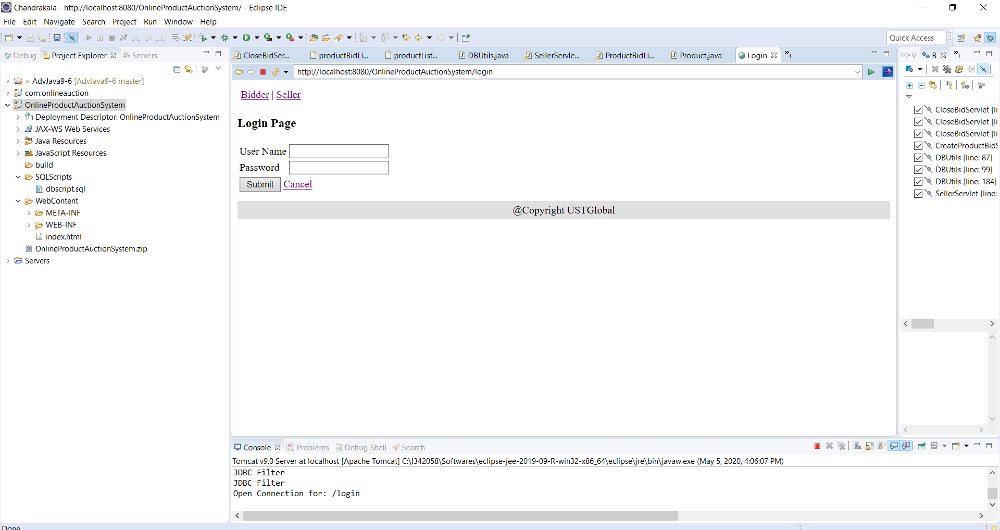 Chandrakala - http://localhost:8080/OnlineProductAuctionSystem/ - Eclipse IDE
File Edit Navigate Search Project Run Window Help
Quick Access
Debug Project Explorer Servers
> AdvJava9-6 [AdvJava9-6 master]
com.onlineauction
OnlineProductAuctionSystem
Deployment Descriptor: OnlineProductAuctionSystem
JAX-WS Web Services
Java Resources
JavaScript Resources
build
SQLScripts
dbscript.sql
WebContent
META-INF
WEB-INF
index.html
OnlineProductAuctionSystem.zip
Servers
CloseBidSer... productBidLi... productList... DBUtils.java SellerServle... ProductBidLi... Product.java Login »4
http://localhost:8080/OnlineProductAuctionSystem/login
Bidder | Seller
Login Page
User Name
Password
Submit Cancel
@Copyright USTGlobal
(x)= V B »1
CloseBidServlet [li
CloseBidServlet [li
CloseBidServlet [li
CreateProductBidS
DBUtils [line: 87] -
DBUtils [line: 99] -
DBUtils [line: 184]
SellerServlet [line:
Console Problems Debug Shell Search
Tomcat v9.0 Server at localhost [Apache Tomcat] C:\I342058\Softwares\eclipse-jee-2019-09-R-win32-x86_64\eclipse\jre\bin\javaw.exe (May 5, 2020, 4:06:07 PM)
JDBC Filter
JDBC Filter
Open Connection for: /login
Done